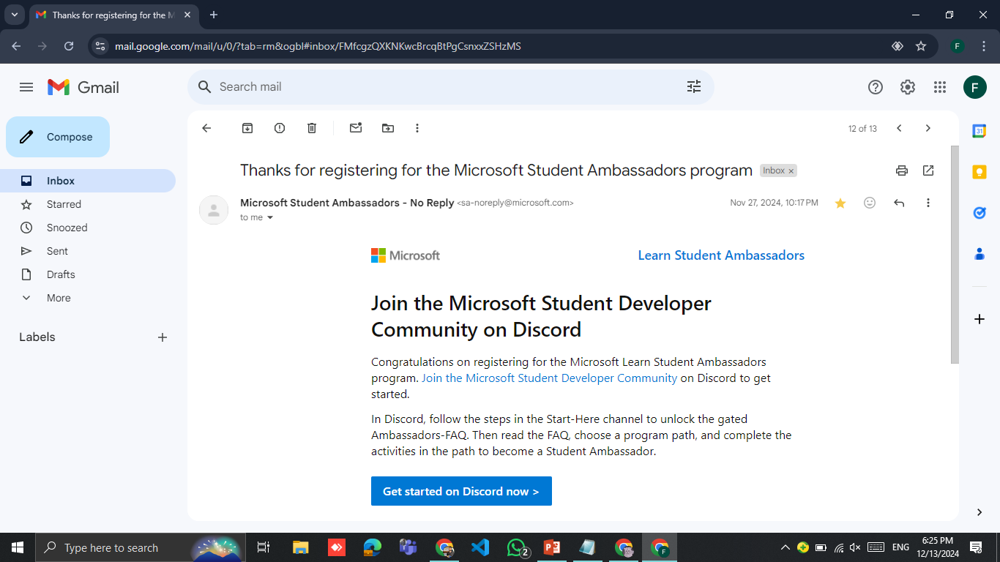 Thanks for registering for the M
mail.google.com/mail/u/0/?tab=rm&ogbl#inbox/FMfcgzQXKNKwcBrcqBtPgCsnxxZSHzMS
F
Gmail
Search mail
F
Compose
12 of 13
31
Inbox
Starred
Snoozed
Sent
Drafts
More
Labels
Thanks for registering for the Microsoft Student Ambassadors program Inbox ×
Microsoft Student Ambassadors - No Reply <sa-noreply@microsoft.com>
Nov 27, 2024, 10:17 PM
to me
Microsoft
Learn Student Ambassadors
Join the Microsoft Student Developer
Community on Discord
Congratulations on registering for the Microsoft Learn Student Ambassadors
program. Join the Microsoft Student Developer Community on Discord to get
started.
In Discord, follow the steps in the Start-Here channel to unlock the gated
Ambassadors-FAQ. Then read the FAQ, choose a program path, and complete the
activities in the path to become a Student Ambassador.
Get started on Discord now >
Type here to search
2
F
ENG
6:25 PM
12/13/2024